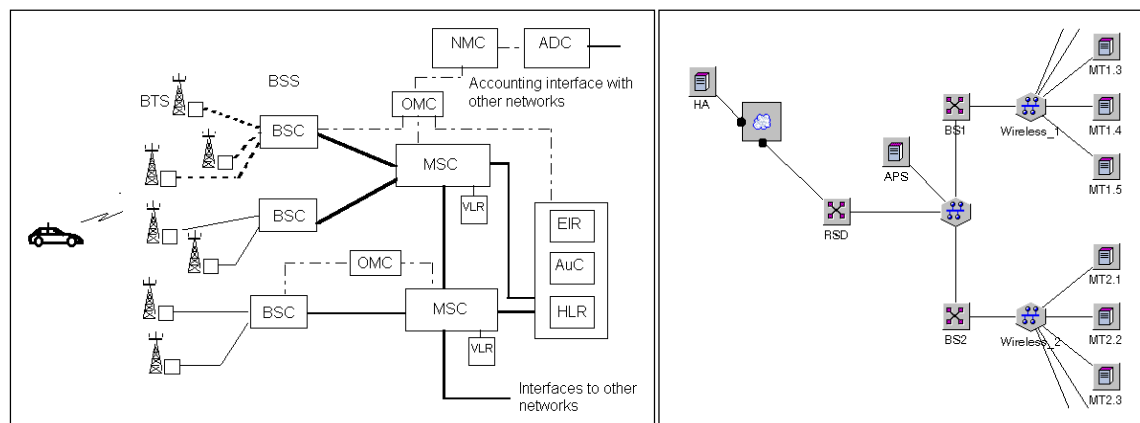 NMC
ADC
BSS
Accounting interface with
other networks
BTS
OMC
BSC
MSC
VLR
BSC
EIR
OMC
AuC
BSC
MSC
HLR
VLR
Interfaces to other
networks
MT1.3
HA
BS1
Wireless_1
MT1.4
APS
MT1.5
RSD
MT2.1
BS2
Wireless_2
MT2.2
MT2.3